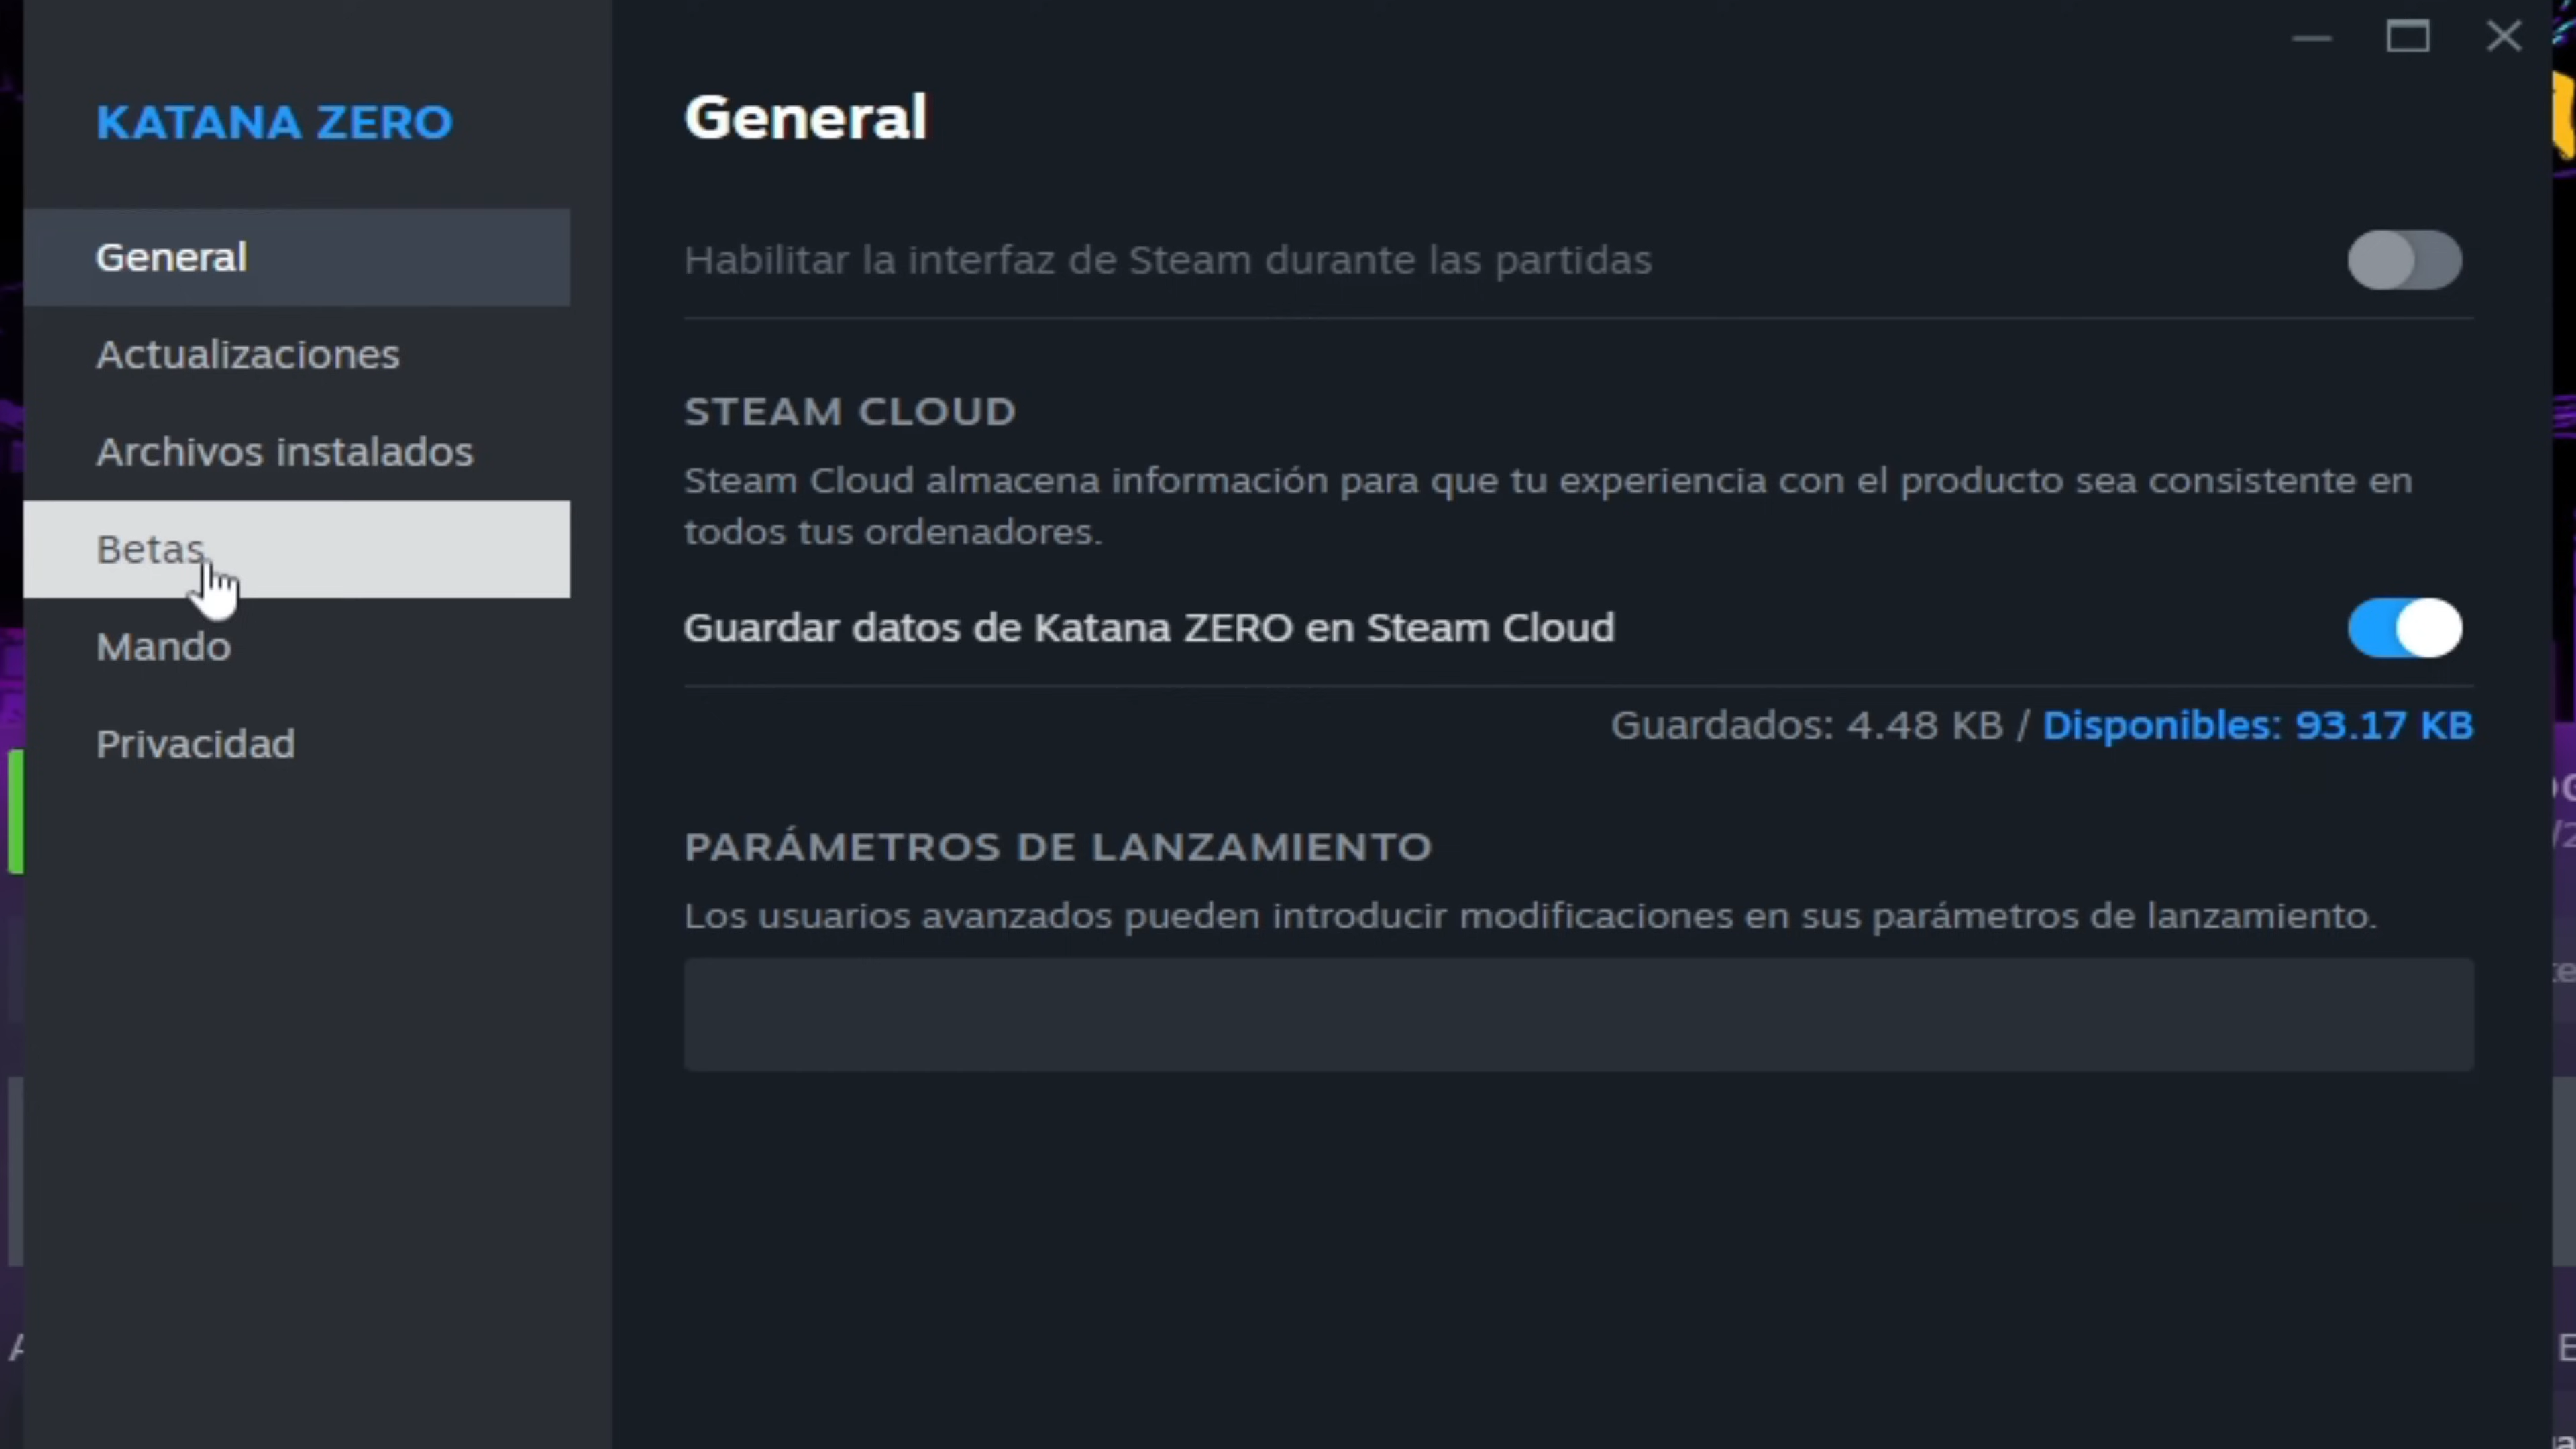 KATANA ZERO
General
Actualizaciones
Archivos instalados
Betas
Mando
Privacidad
General
Habilitar la interfaz de Steam durante las partidas
STEAM CLOUD
Steam Cloud almacena información para que tu experiencia con el producto sea consistente en
todos tus ordenadores.
Guardar datos de Katana ZERO en Steam Cloud
Guardados: 4.48 KB / Disponibles: 93.17 KB
PARÁMETROS DE LANZAMIENTO
Los usuarios avanzados pueden introducir modificaciones en sus parámetros de lanzamiento.